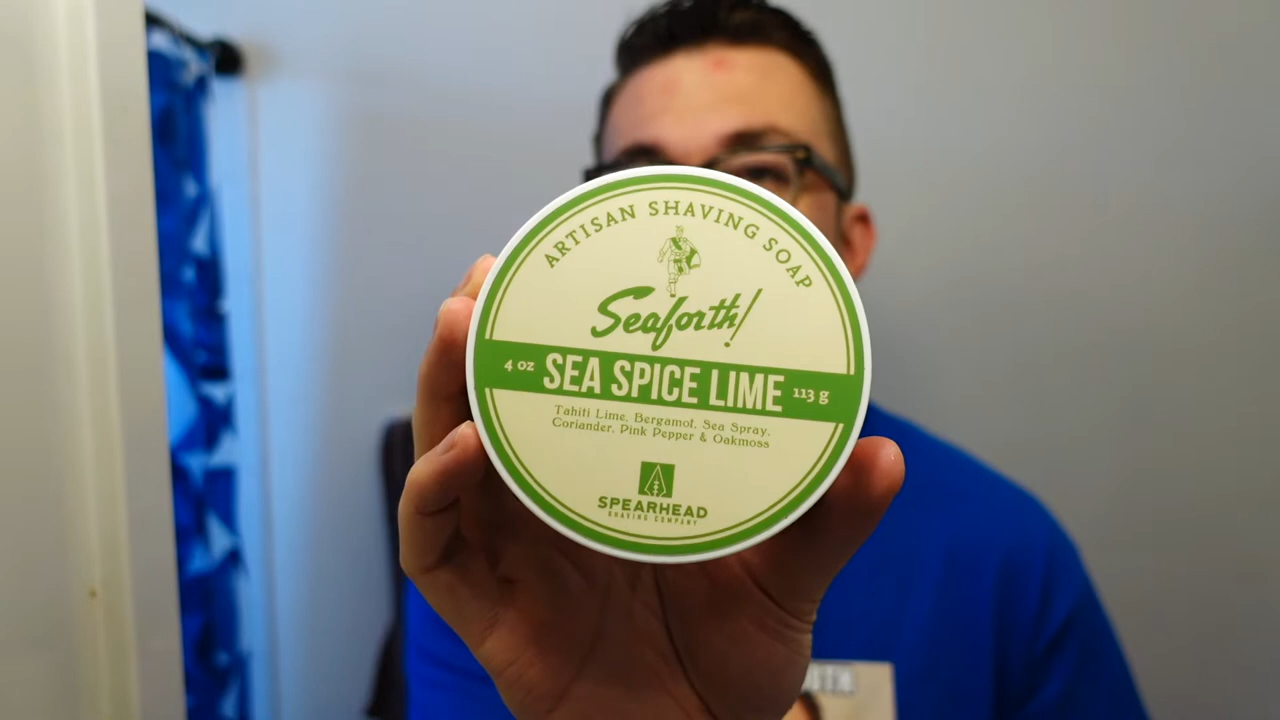 ARTISAN SHAVING SOAP
Seaforth!
4 oz SEA SPICE LIME 113 g
Tahiti Lime, Bergamot, Sea Spray,
Coriander, Pink Pepper & Oakmoss
SPEARHEAD
SHAVING COMPANY